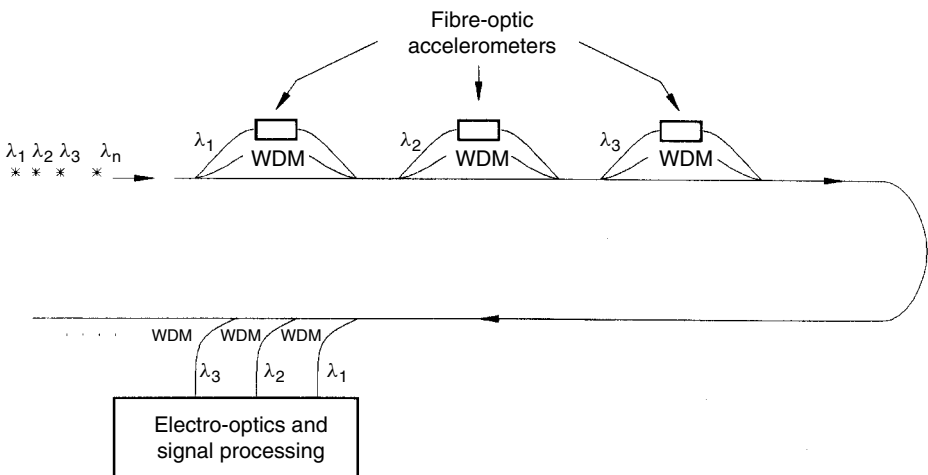 Fibre-optic
accelerometers
λ1
λ2
λ3
WDM
WDM
WDM
λ1 λ2 λ3 λn
* * * *
. . . . WDM WDM WDM
λ3 λ2 λ1
Electro-optics and
signal processing